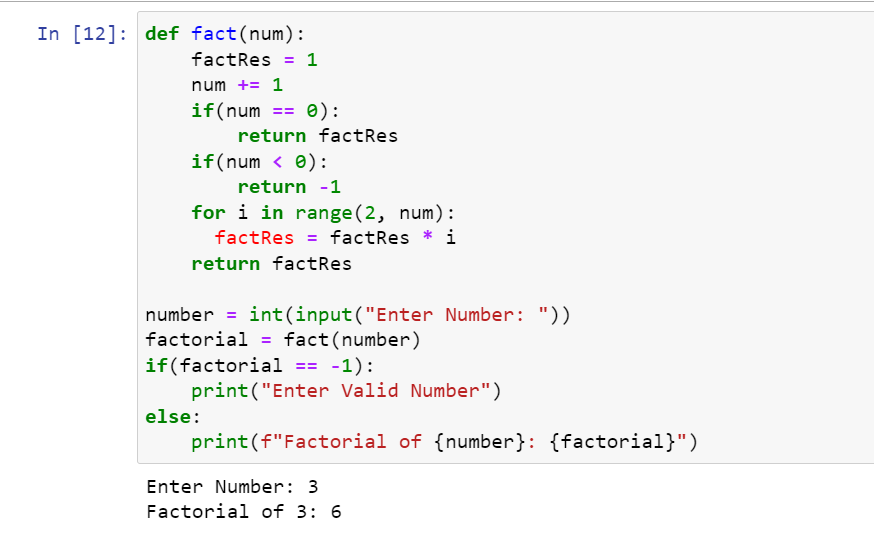 In [12]: def fact(num):
    factRes = 1
    num += 1
    if(num == 0):
        return factRes
    if(num < 0):
        return -1
    for i in range(2, num):
      factRes = factRes * i
    return factRes

number = int(input("Enter Number: "))
factorial = fact(number)
if(factorial == -1):
    print("Enter Valid Number")
else:
    print(f"Factorial of {number}: {factorial}")
Enter Number: 3
Factorial of 3: 6